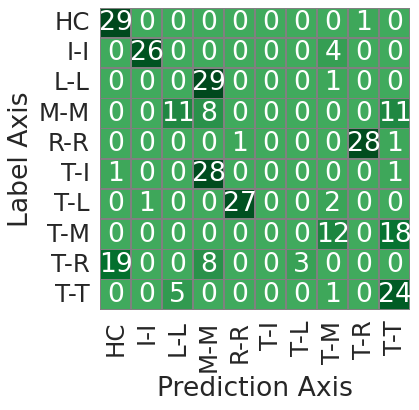 HC 29 0 0 0 0 0 0 0 1 0
I-I 0 26 0 0 0 0 0 4 0 0
L-L 0 0 0 29 0 0 0 1 0 0
M-M 0 0 11 8 0 0 0 0 0 11
R-R 0 0 0 0 1 0 0 0 28 1
T-I 1 0 0 28 0 0 0 0 0 1
T-L 0 1 0 0 27 0 0 2 0 0
T-M 0 0 0 0 0 0 0 12 0 18
T-R 19 0 0 8 0 0 3 0 0 0
T-T 0 0 5 0 0 0 0 1 0 24
HC I-I L-L M-M R-R T-I T-L T-M T-R T-T
Prediction Axis
Label Axis